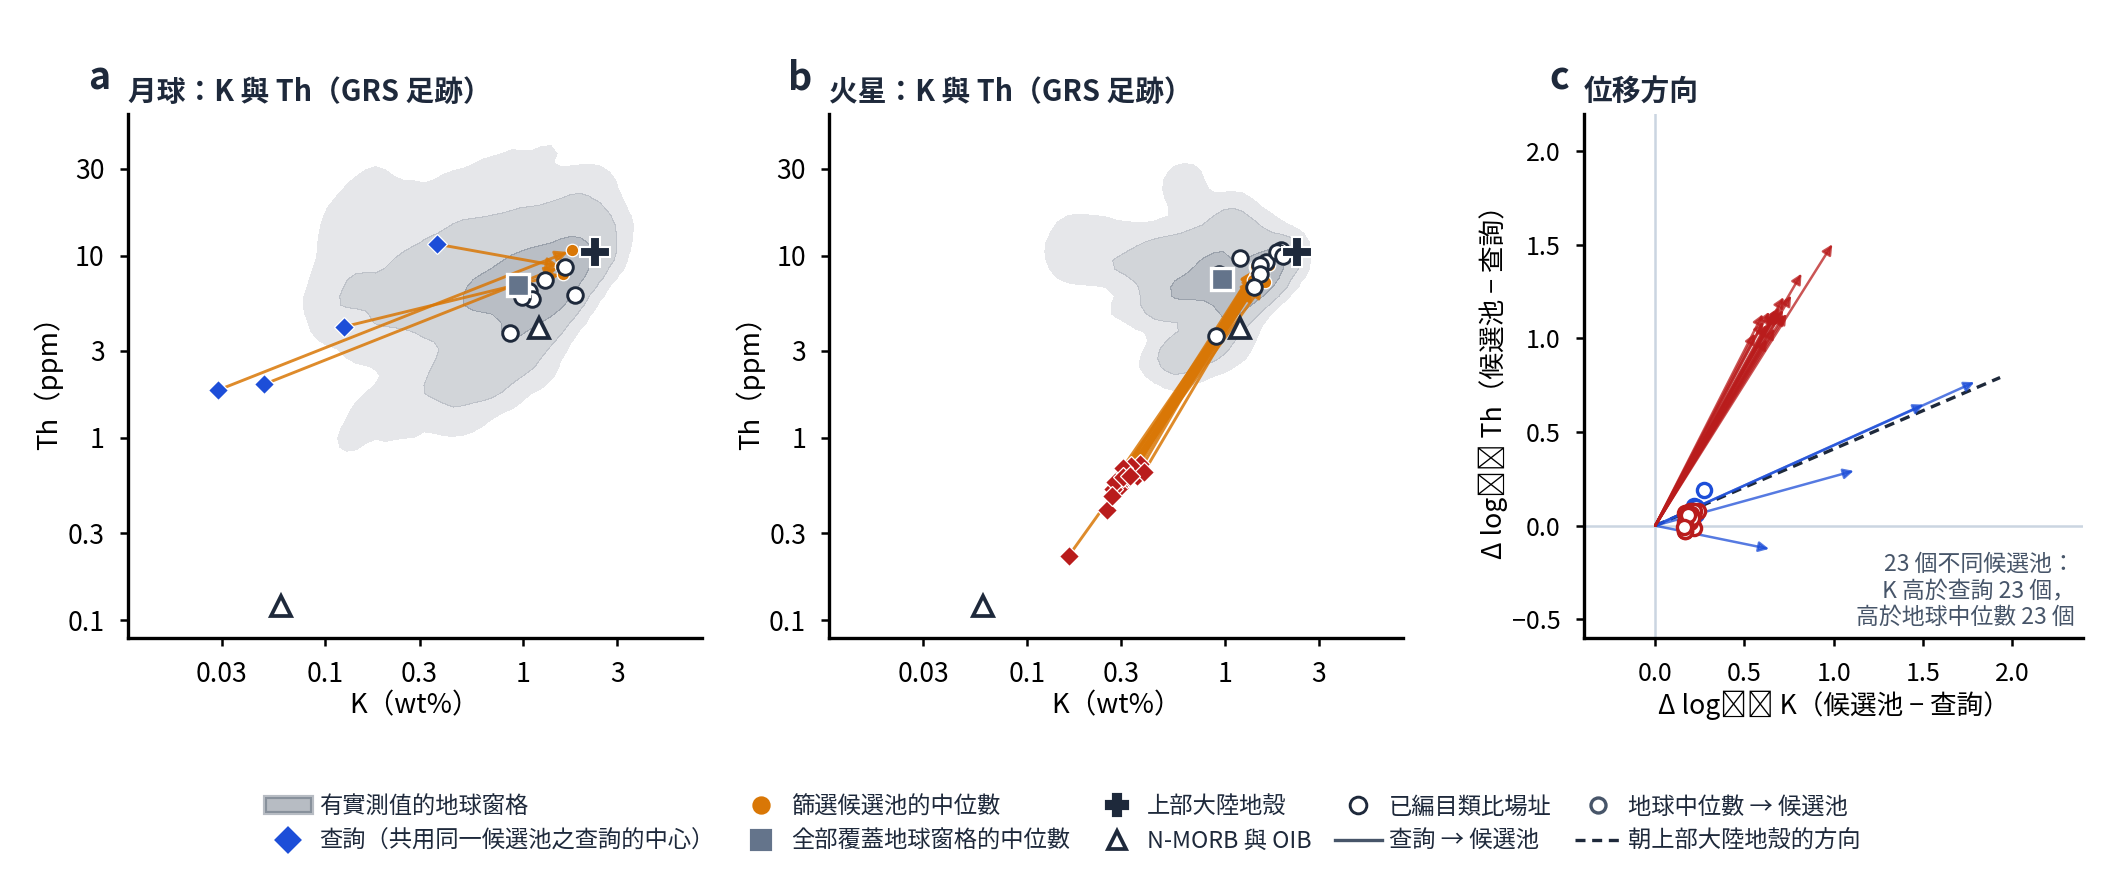 a 月球：K 與 Th（GRS 足跡）
30
10
3
1
0.3
0.1
Th（ppm）
0.03 0.1 0.3 1 3
K（wt%）
b 火星：K 與 Th（GRS 足跡）
30
10
3
1
0.3
0.1
Th（ppm）
0.03 0.1 0.3 1 3
K（wt%）
c 位移方向
2.0
1.5
1.0
0.5
0.0
−0.5
Δ log Th（候選池 − 查詢）
23 個不同候選池：
K 高於查詢 23 個，
高於地球中位數 23 個
0.0 0.5 1.0 1.5 2.0
Δ log K（候選池 − 查詢）
有實測值的地球窗格
查詢（共用同一候選池之查詢的中心）
篩選候選池的中位數
全部覆蓋地球窗格的中位數
上部大陸地殼
N-MORB 與 OIB
已編目類比場址
查詢 → 候選池
地球中位數 → 候選池
朝上部大陸地殼的方向